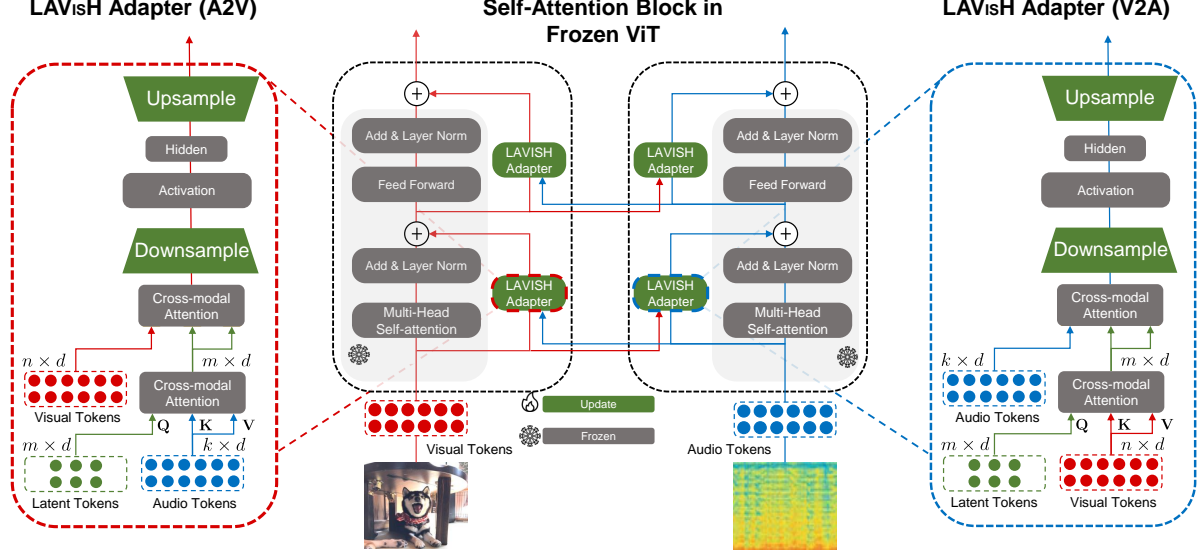 LAVISH Adapter (A2V)
Upsample
Hidden
Activation
Downsample
Cross-modal
Attention
n × d
m × d
Visual Tokens
Cross-modal
Attention
Q
K
V
m × d
k × d
Latent Tokens
Audio Tokens
Self-Attention Block in
Frozen ViT
Add & Layer Norm
Feed Forward
Add & Layer Norm
Multi-Head
Self-attention
LAVISH
Adapter
LAVISH
Adapter
LAVISH
Adapter
LAVISH
Adapter
Add & Layer Norm
Feed Forward
Add & Layer Norm
Multi-Head
Self-attention
Visual Tokens
Update
Frozen
Audio Tokens
LAVISH Adapter (V2A)
Upsample
Hidden
Activation
Downsample
Cross-modal
Attention
k × d
m × d
Audio Tokens
Cross-modal
Attention
Q
K
V
m × d
n × d
Latent Tokens
Visual Tokens